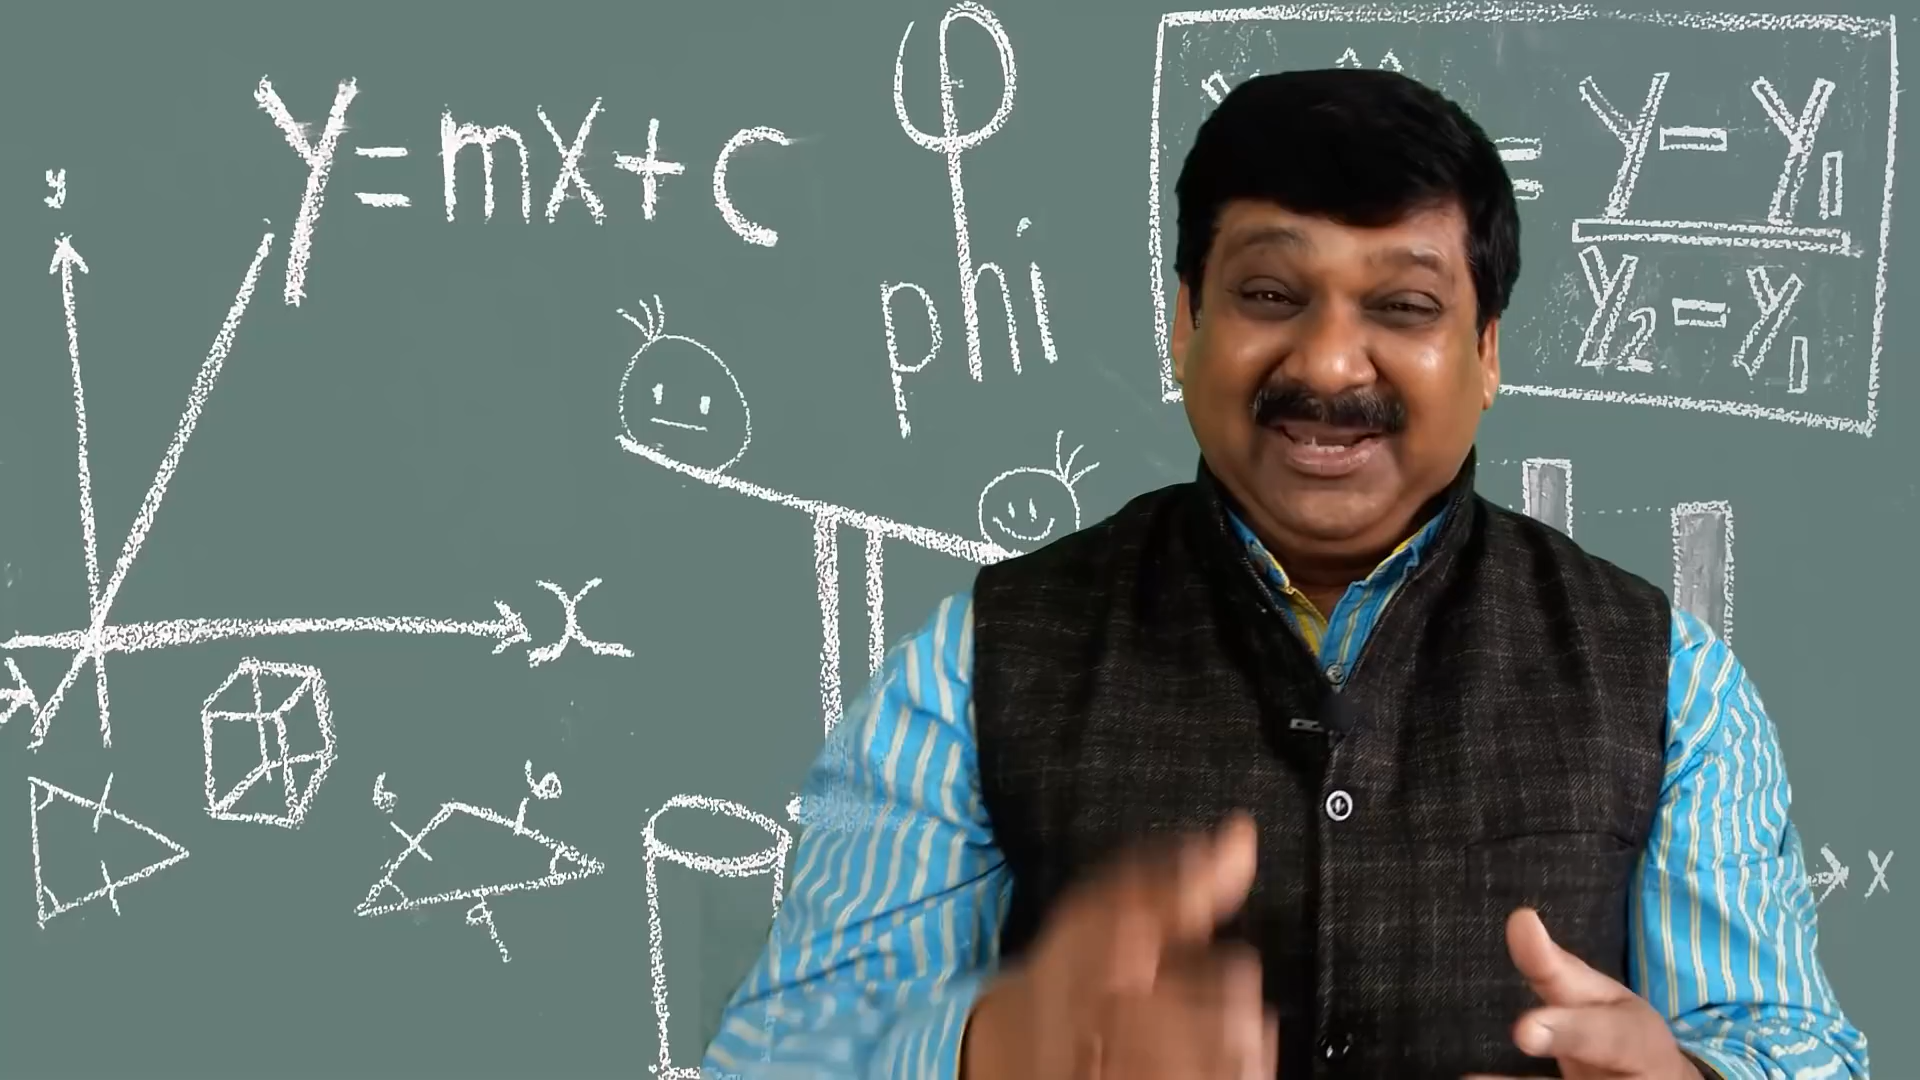 y
y=mx+c
φ
phi
= y-y1
y2-y1
x
b b
a
x